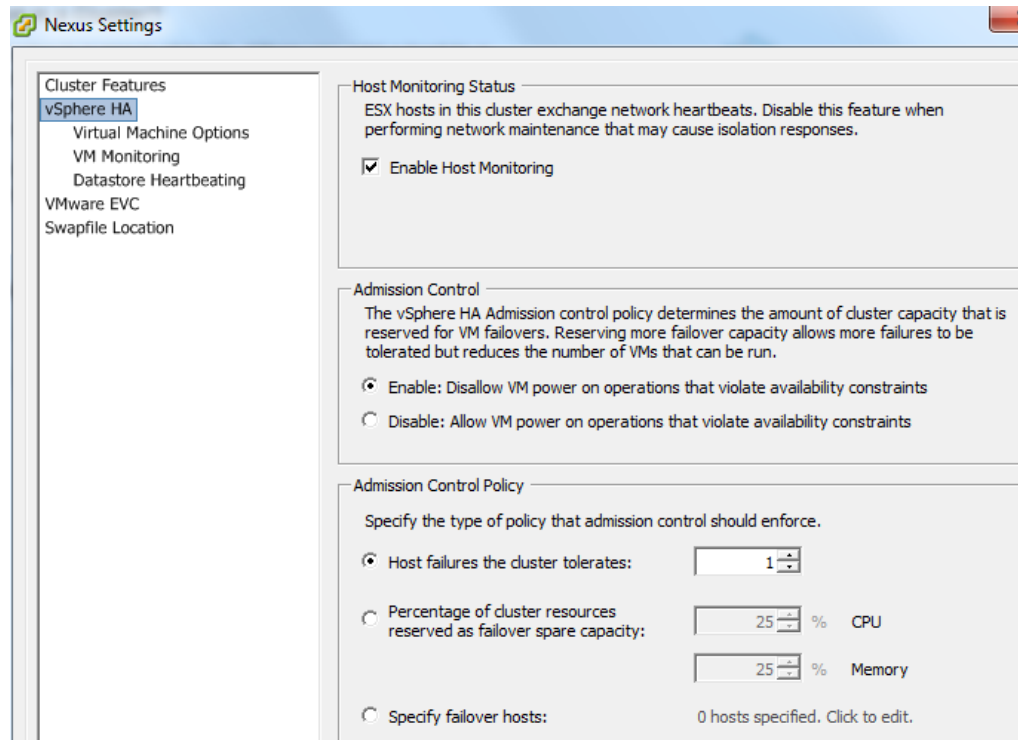 Nexus Settings
Cluster Features
vSphere HA
Virtual Machine Options
VM Monitoring
Datastore Heartbeating
VMware EVC
Swapfile Location
Host Monitoring Status
ESX hosts in this cluster exchange network heartbeats. Disable this feature when
performing network maintenance that may cause isolation responses.
Enable Host Monitoring
Admission Control
The vSphere HA Admission control policy determines the amount of cluster capacity that is
reserved for VM failovers. Reserving more failover capacity allows more failures to be
tolerated but reduces the number of VMs that can be run.
Enable: Disallow VM power on operations that violate availability constraints
Disable: Allow VM power on operations that violate availability constraints
Admission Control Policy
Specify the type of policy that admission control should enforce.
Host failures the cluster tolerates: 1
Percentage of cluster resources
reserved as failover spare capacity: 25 % CPU
25 % Memory
Specify failover hosts: 0 hosts specified. Click to edit.